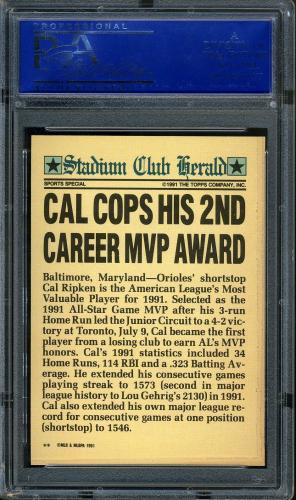 PROFESSIONAL
PSA
★Stadium Club Herald★
SPORTS SPECIAL
©1991 THE TOPPS COMPANY, INC.
CAL COPS HIS 2ND
CAREER MVP AWARD
Baltimore, Maryland—Orioles' shortstop
Cal Ripken is the American League's Most
Valuable Player for 1991. Selected as the
1991 All-Star Game MVP after his 3-run
Home Run led the Junior Circuit to a 4-2 vic-
tory at Toronto, July 9, Cal became the first
player from a losing club to earn AL's MVP
honors. Cal's 1991 statistics included 34
Home Runs, 114 RBI and a .323 Batting Av-
erage. He extended his consecutive games
playing streak to 1573 (second in major
league history to Lou Gehrig's 2130) in 1991.
Cal also extended his own major league re-
cord for consecutive games at one position
(shortstop) to 1546.
©MLB & MLBPA 1991